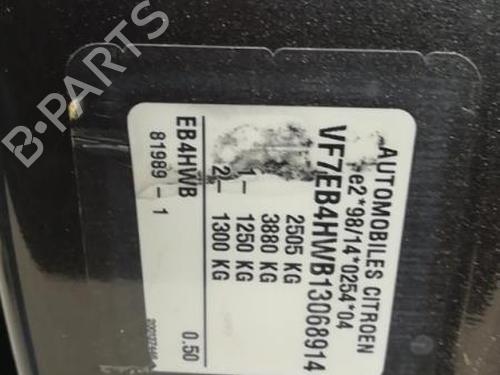 B-PARTS
AUTOMOBILES CITROEN
e2*98/14*0254*04
VF7EB4HWB13068914
2505 KG
3880 KG
1– 1250 KG
2– 1300 KG
EB4HWB
81989 – 1 0.50